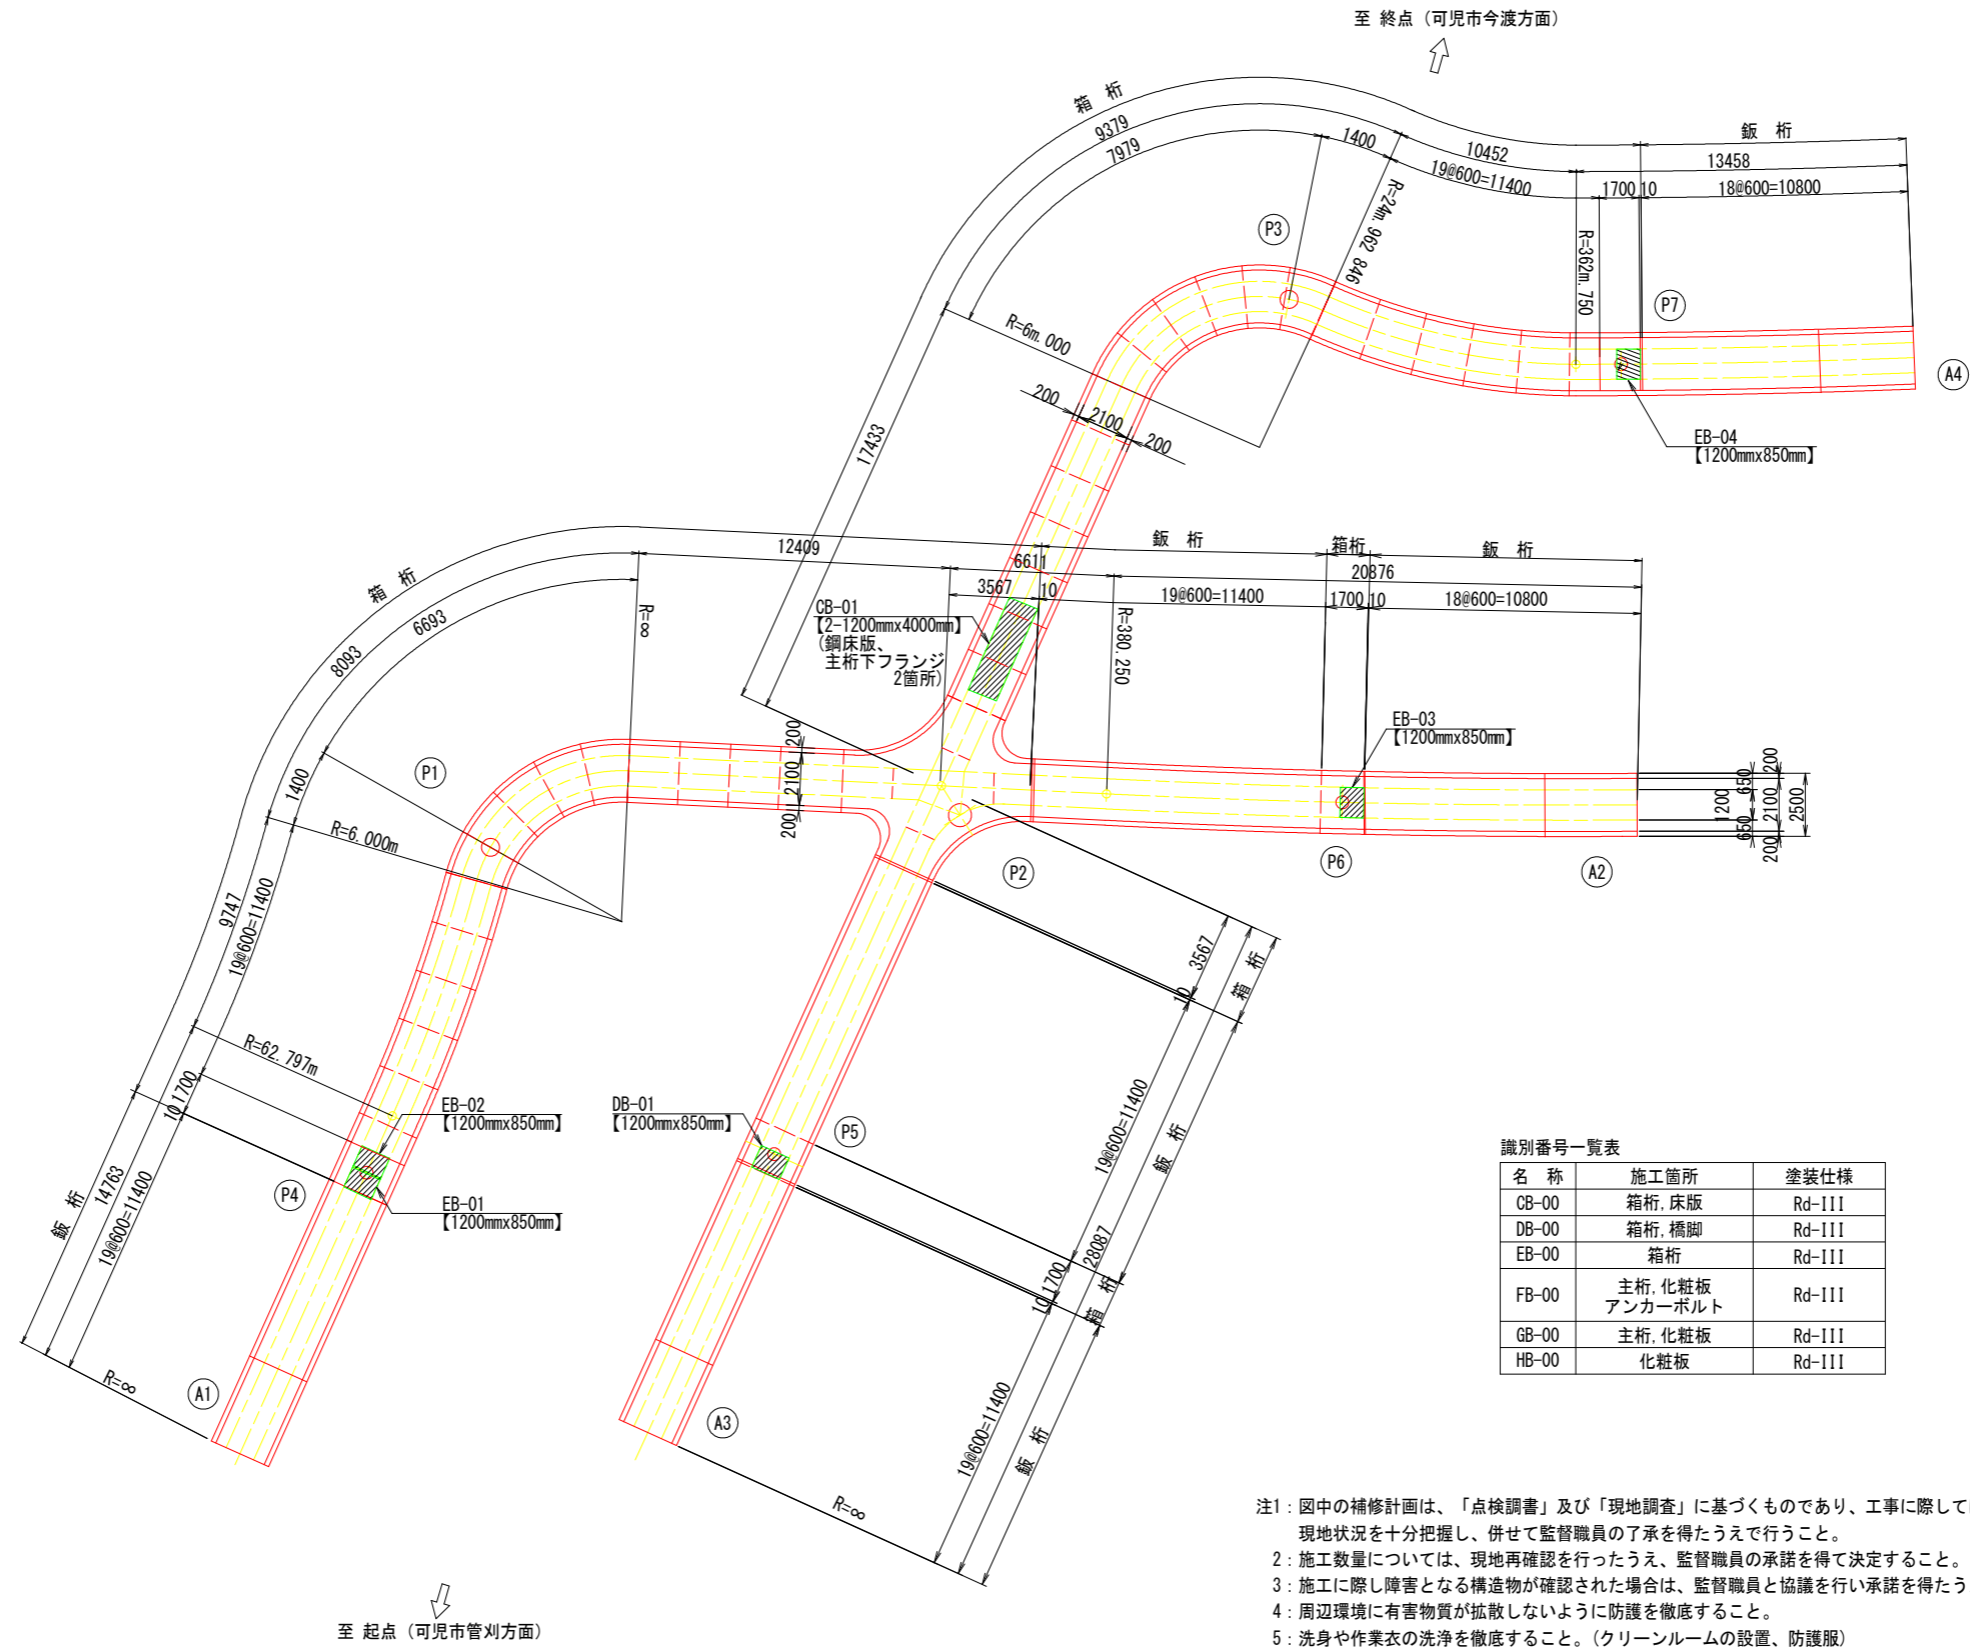 至 終点 (可児市今渡方面)
箱 桁
9379
7979
1400
10452
19@600=11400
鈑 桁
13458
1700
10
18@600=10800
P3
R=24m. 962 846
R=362m. 750
P7
A4
R=6m. 000
200
2100
200
17433
EB-04
【1200mmx850mm】
箱 桁
8093
6693
1400
R=∞
12409
6611
3567
10
鈑 桁
19@600=11400
箱桁
1700
10
鈑 桁
20876
18@600=10800
CB-01
【2-1200mmx4000mm】
(鋼床版、
主桁下フランジ
2箇所)
R=380. 250
EB-03
【1200mmx850mm】
P1
R=6.000m
200
2100
200
P2
P6
A2
200
650
1200
2100
2500
650
200
9747
19@600=11400
R=62. 797m
10
1700
EB-02
【1200mmx850mm】
DB-01
【1200mmx850mm】
P5
P4
EB-01
【1200mmx850mm】
鈑 桁
14763
19@600=11400
R=∞
A1
A3
3567
10
箱 桁
19@600=11400
鈑 桁
28087
10
1700
箱 桁
19@600=11400
鈑 桁
R=∞
識別番号一覧表
名 称 施工箇所 塗装仕様
CB-00 箱桁,床版 Rd-III
DB-00 箱桁,橋脚 Rd-III
EB-00 箱桁 Rd-III
FB-00 主桁,化粧板 Rd-III
アンカーボルト
GB-00 主桁,化粧板 Rd-III
HB-00 化粧板 Rd-III
注1：図中の補修計画は、「点検調書」及び「現地調査」に基づくものであり、工事に際して
現地状況を十分把握し、併せて監督職員の了承を得たうえで行うこと。
2：施工数量については、現地再確認を行ったうえ、監督職員の承諾を得て決定すること。
3：施工に際し障害となる構造物が確認された場合は、監督職員と協議を行い承諾を得たう
4：周辺環境に有害物質が拡散しないように防護を徹底すること。
5：洗身や作業衣の洗浄を徹底すること。(クリーンルームの設置、防護服)
至 起点 (可児市管刈方面)